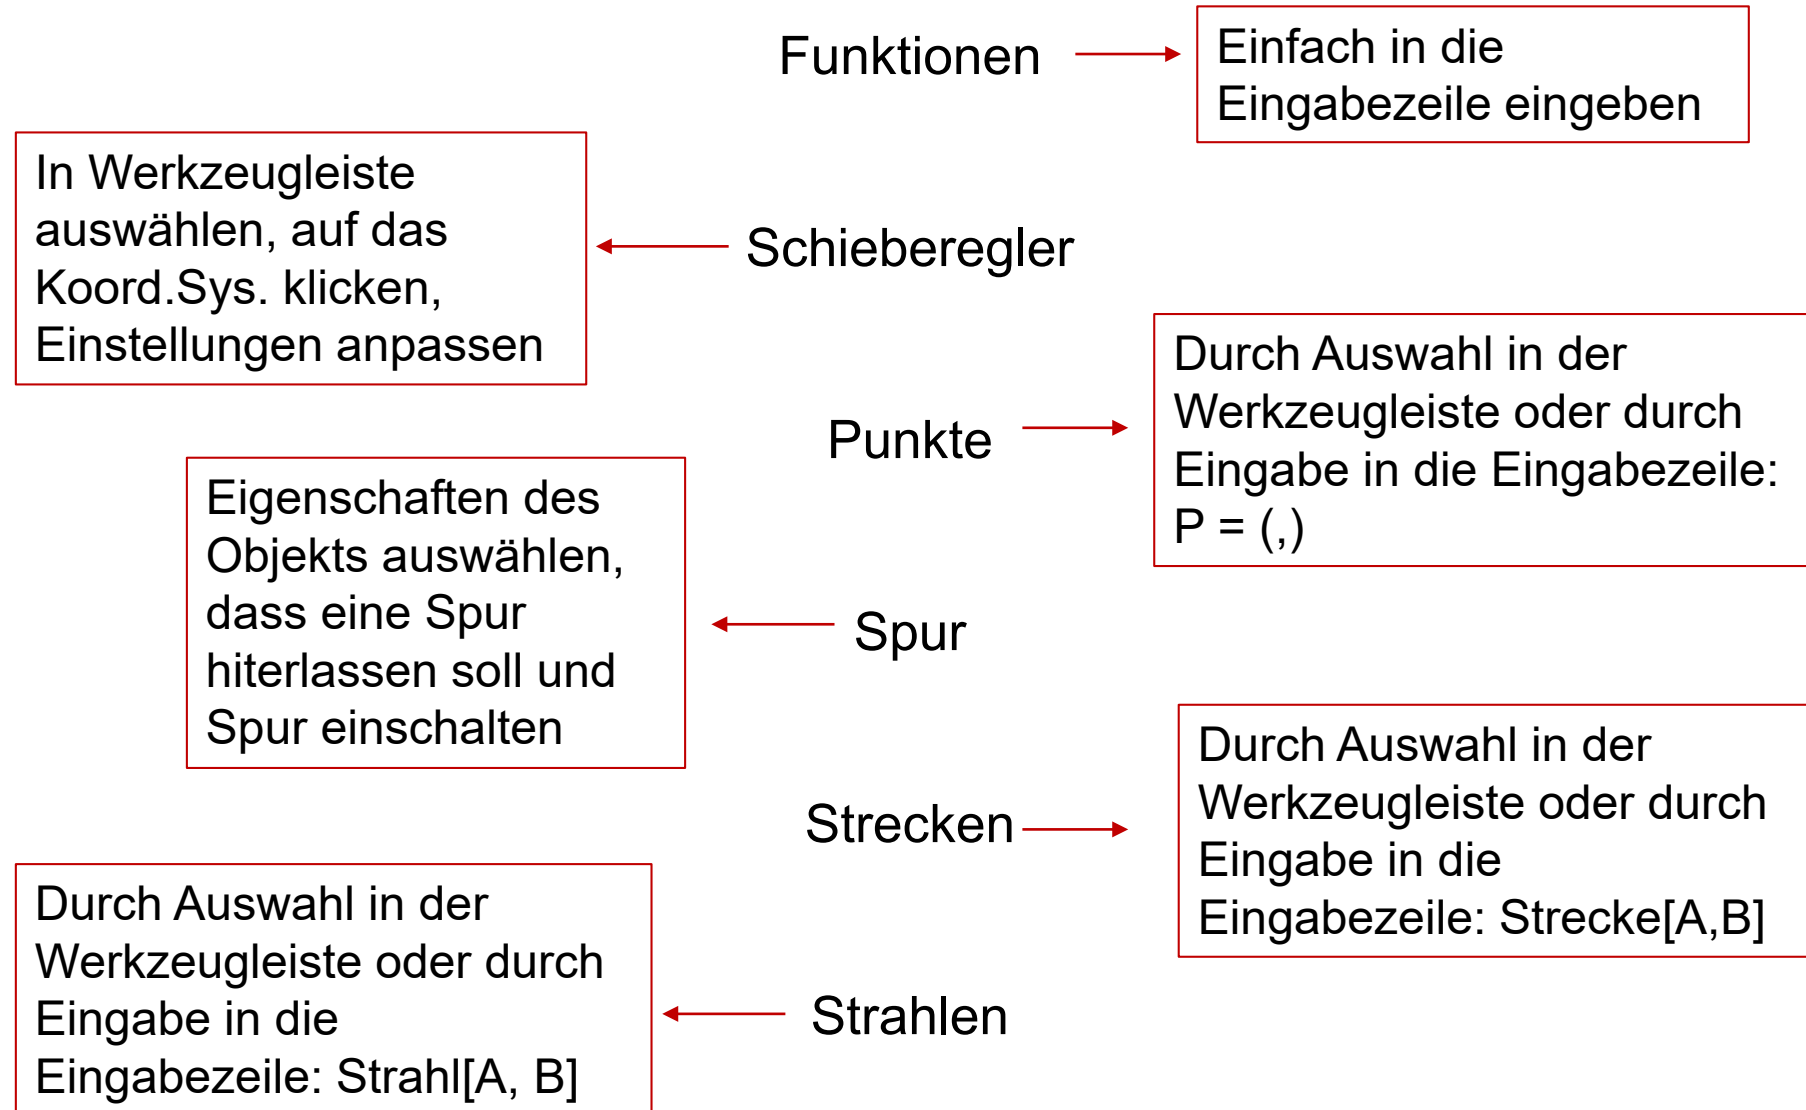 Funktionen
Einfach in die
Eingabezeile eingeben
In Werkzeugleiste
auswählen, auf das
Koord.Sys. klicken,
Einstellungen anpassen
Schieberegler
Punkte
Durch Auswahl in der
Werkzeugleiste oder durch
Eingabe in die Eingabezeile:
P = (,)
Eigenschaften des
Objekts auswählen,
dass eine Spur
hiterlassen soll und
Spur einschalten
Spur
Strecken
Durch Auswahl in der
Werkzeugleiste oder durch
Eingabe in die
Eingabezeile: Strecke[A,B]
Durch Auswahl in der
Werkzeugleiste oder durch
Eingabe in die
Eingabezeile: Strahl[A, B]
Strahlen